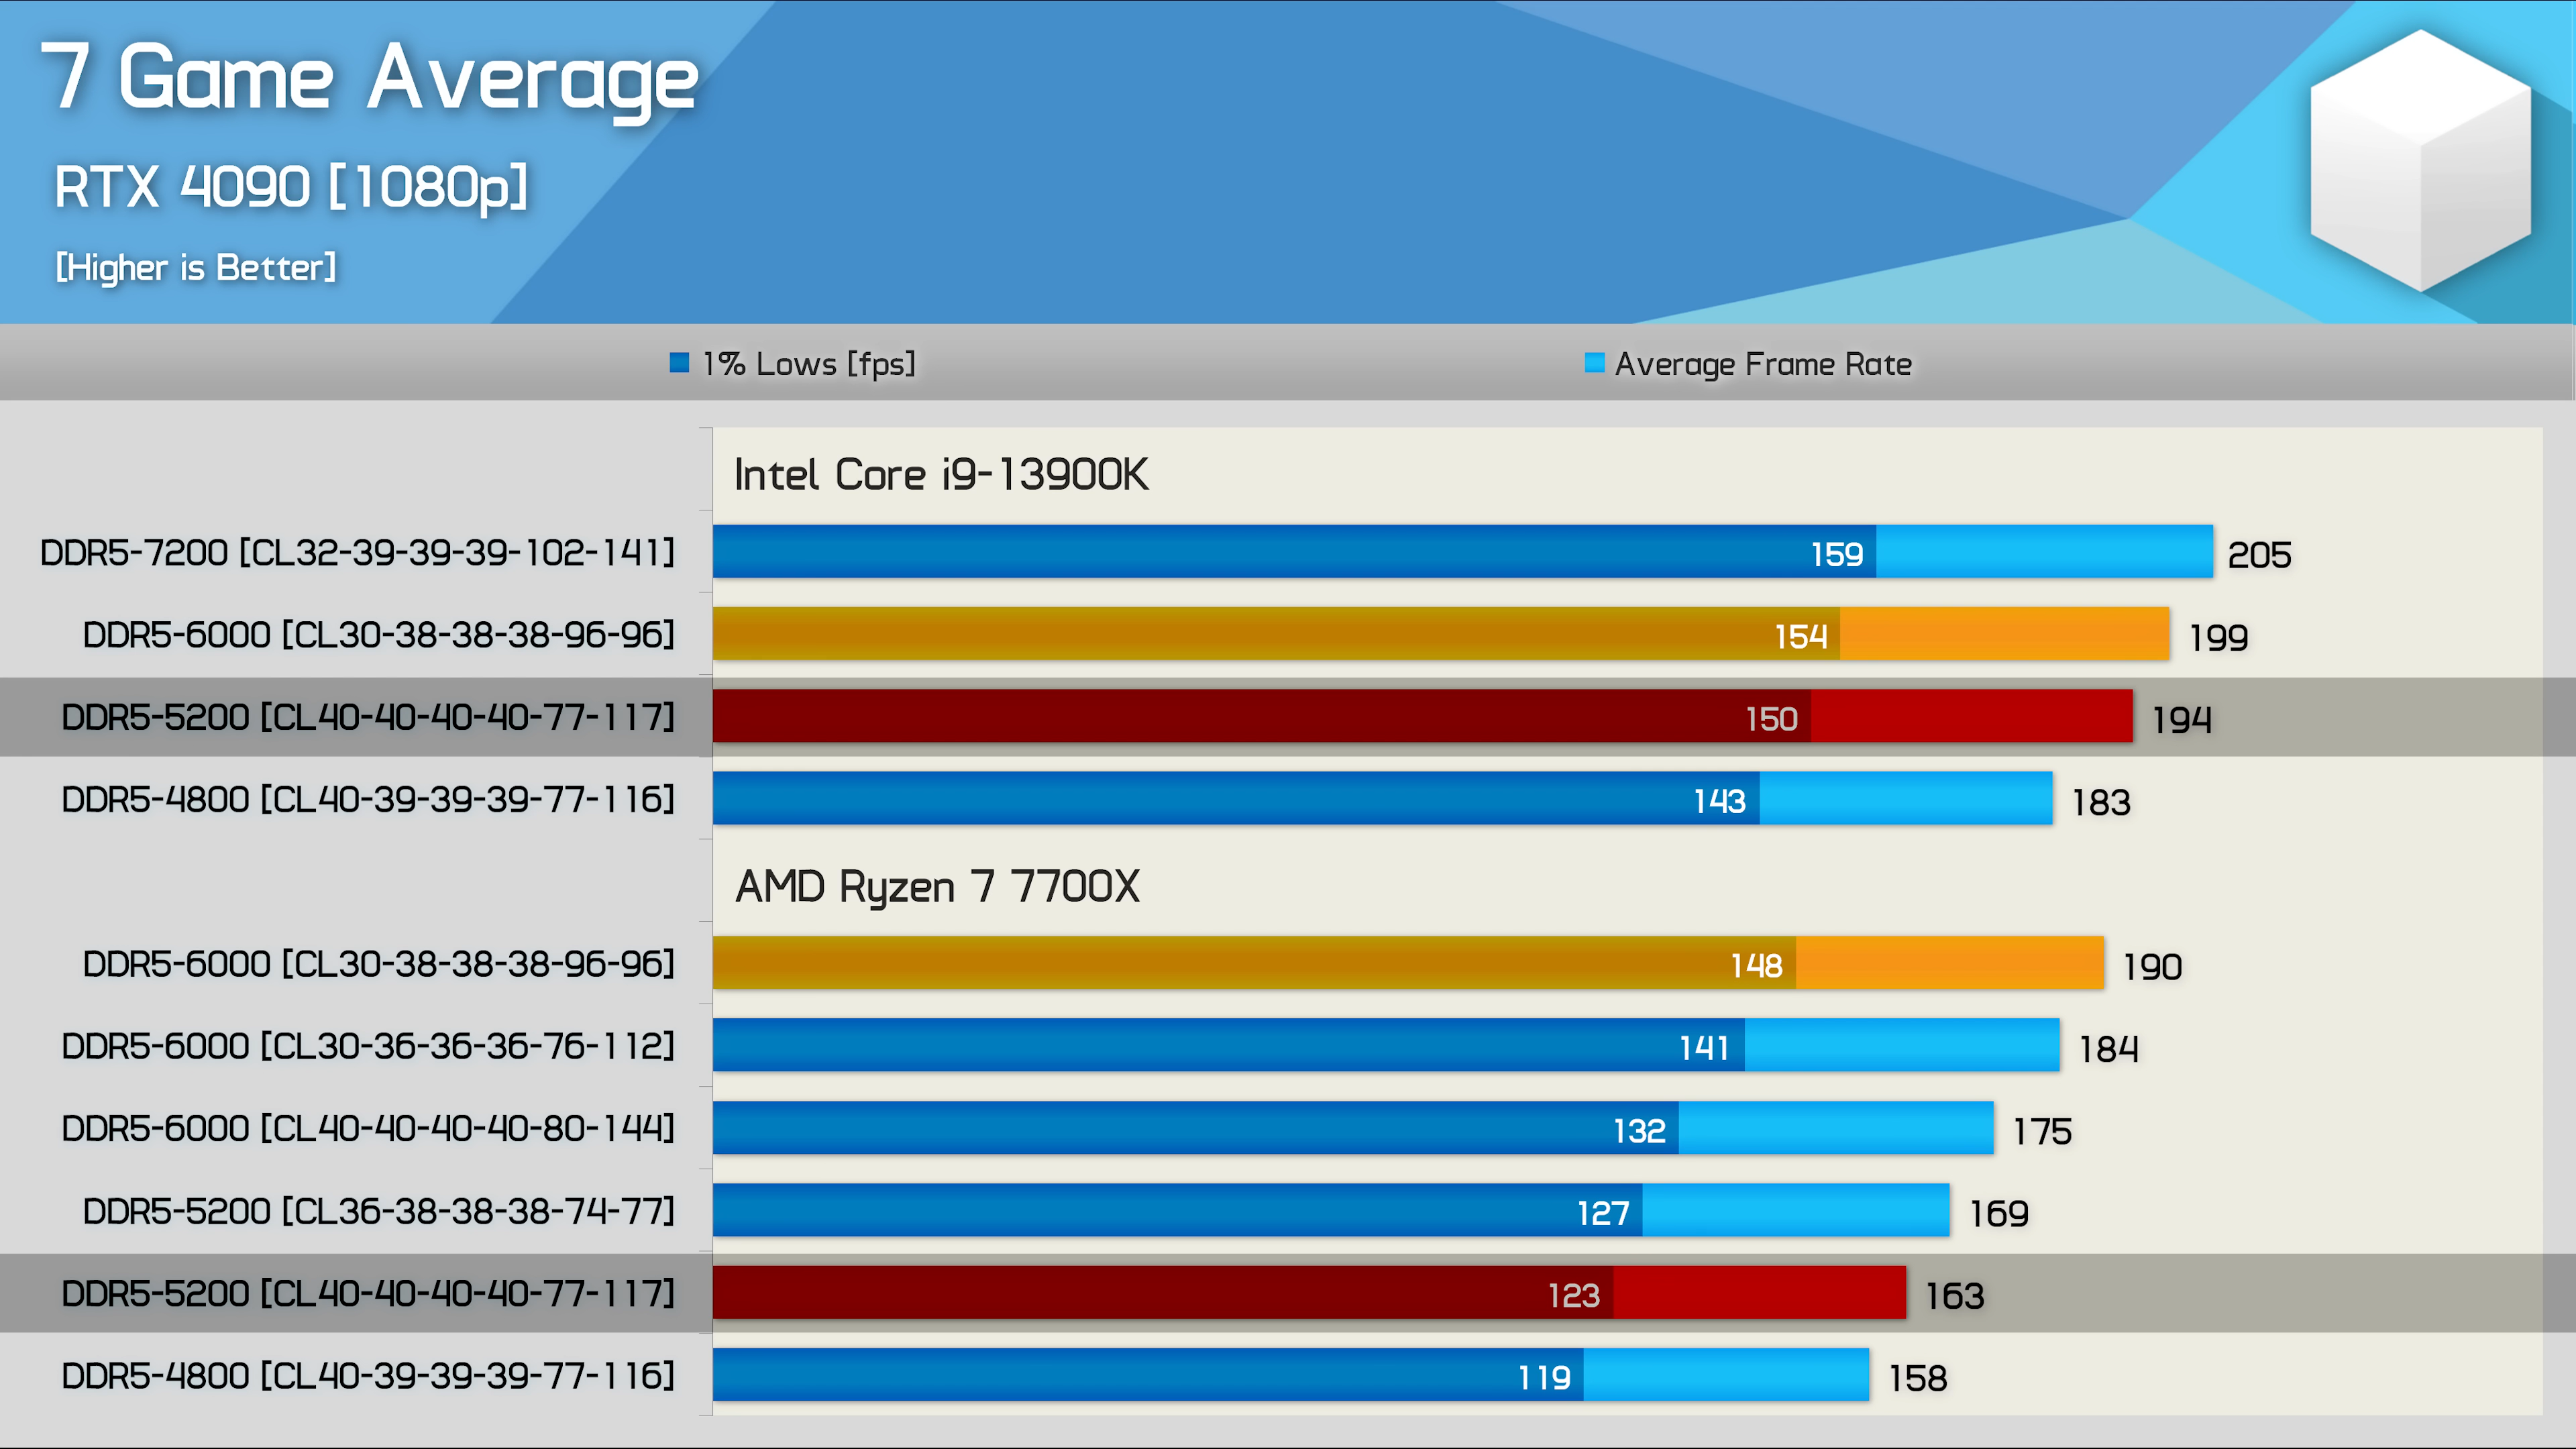 7 Game Average
RTX 4090 [1080p]
[Higher is Better]
1% Lows [fps] Average Frame Rate
Intel Core i9-13900K
DDR5-7200 [CL32-39-39-39-102-141] 159 205
DDR5-6000 [CL30-38-38-38-96-96] 154 199
DDR5-5200 [CL40-40-40-40-77-117] 150 194
DDR5-4800 [CL40-39-39-39-77-116] 143 183
AMD Ryzen 7 7700X
DDR5-6000 [CL30-38-38-38-96-96] 148 190
DDR5-6000 [CL30-36-36-36-76-112] 141 184
DDR5-6000 [CL40-40-40-40-80-144] 132 175
DDR5-5200 [CL36-38-38-38-74-77] 127 169
DDR5-5200 [CL40-40-40-40-77-117] 123 163
DDR5-4800 [CL40-39-39-39-77-116] 119 158